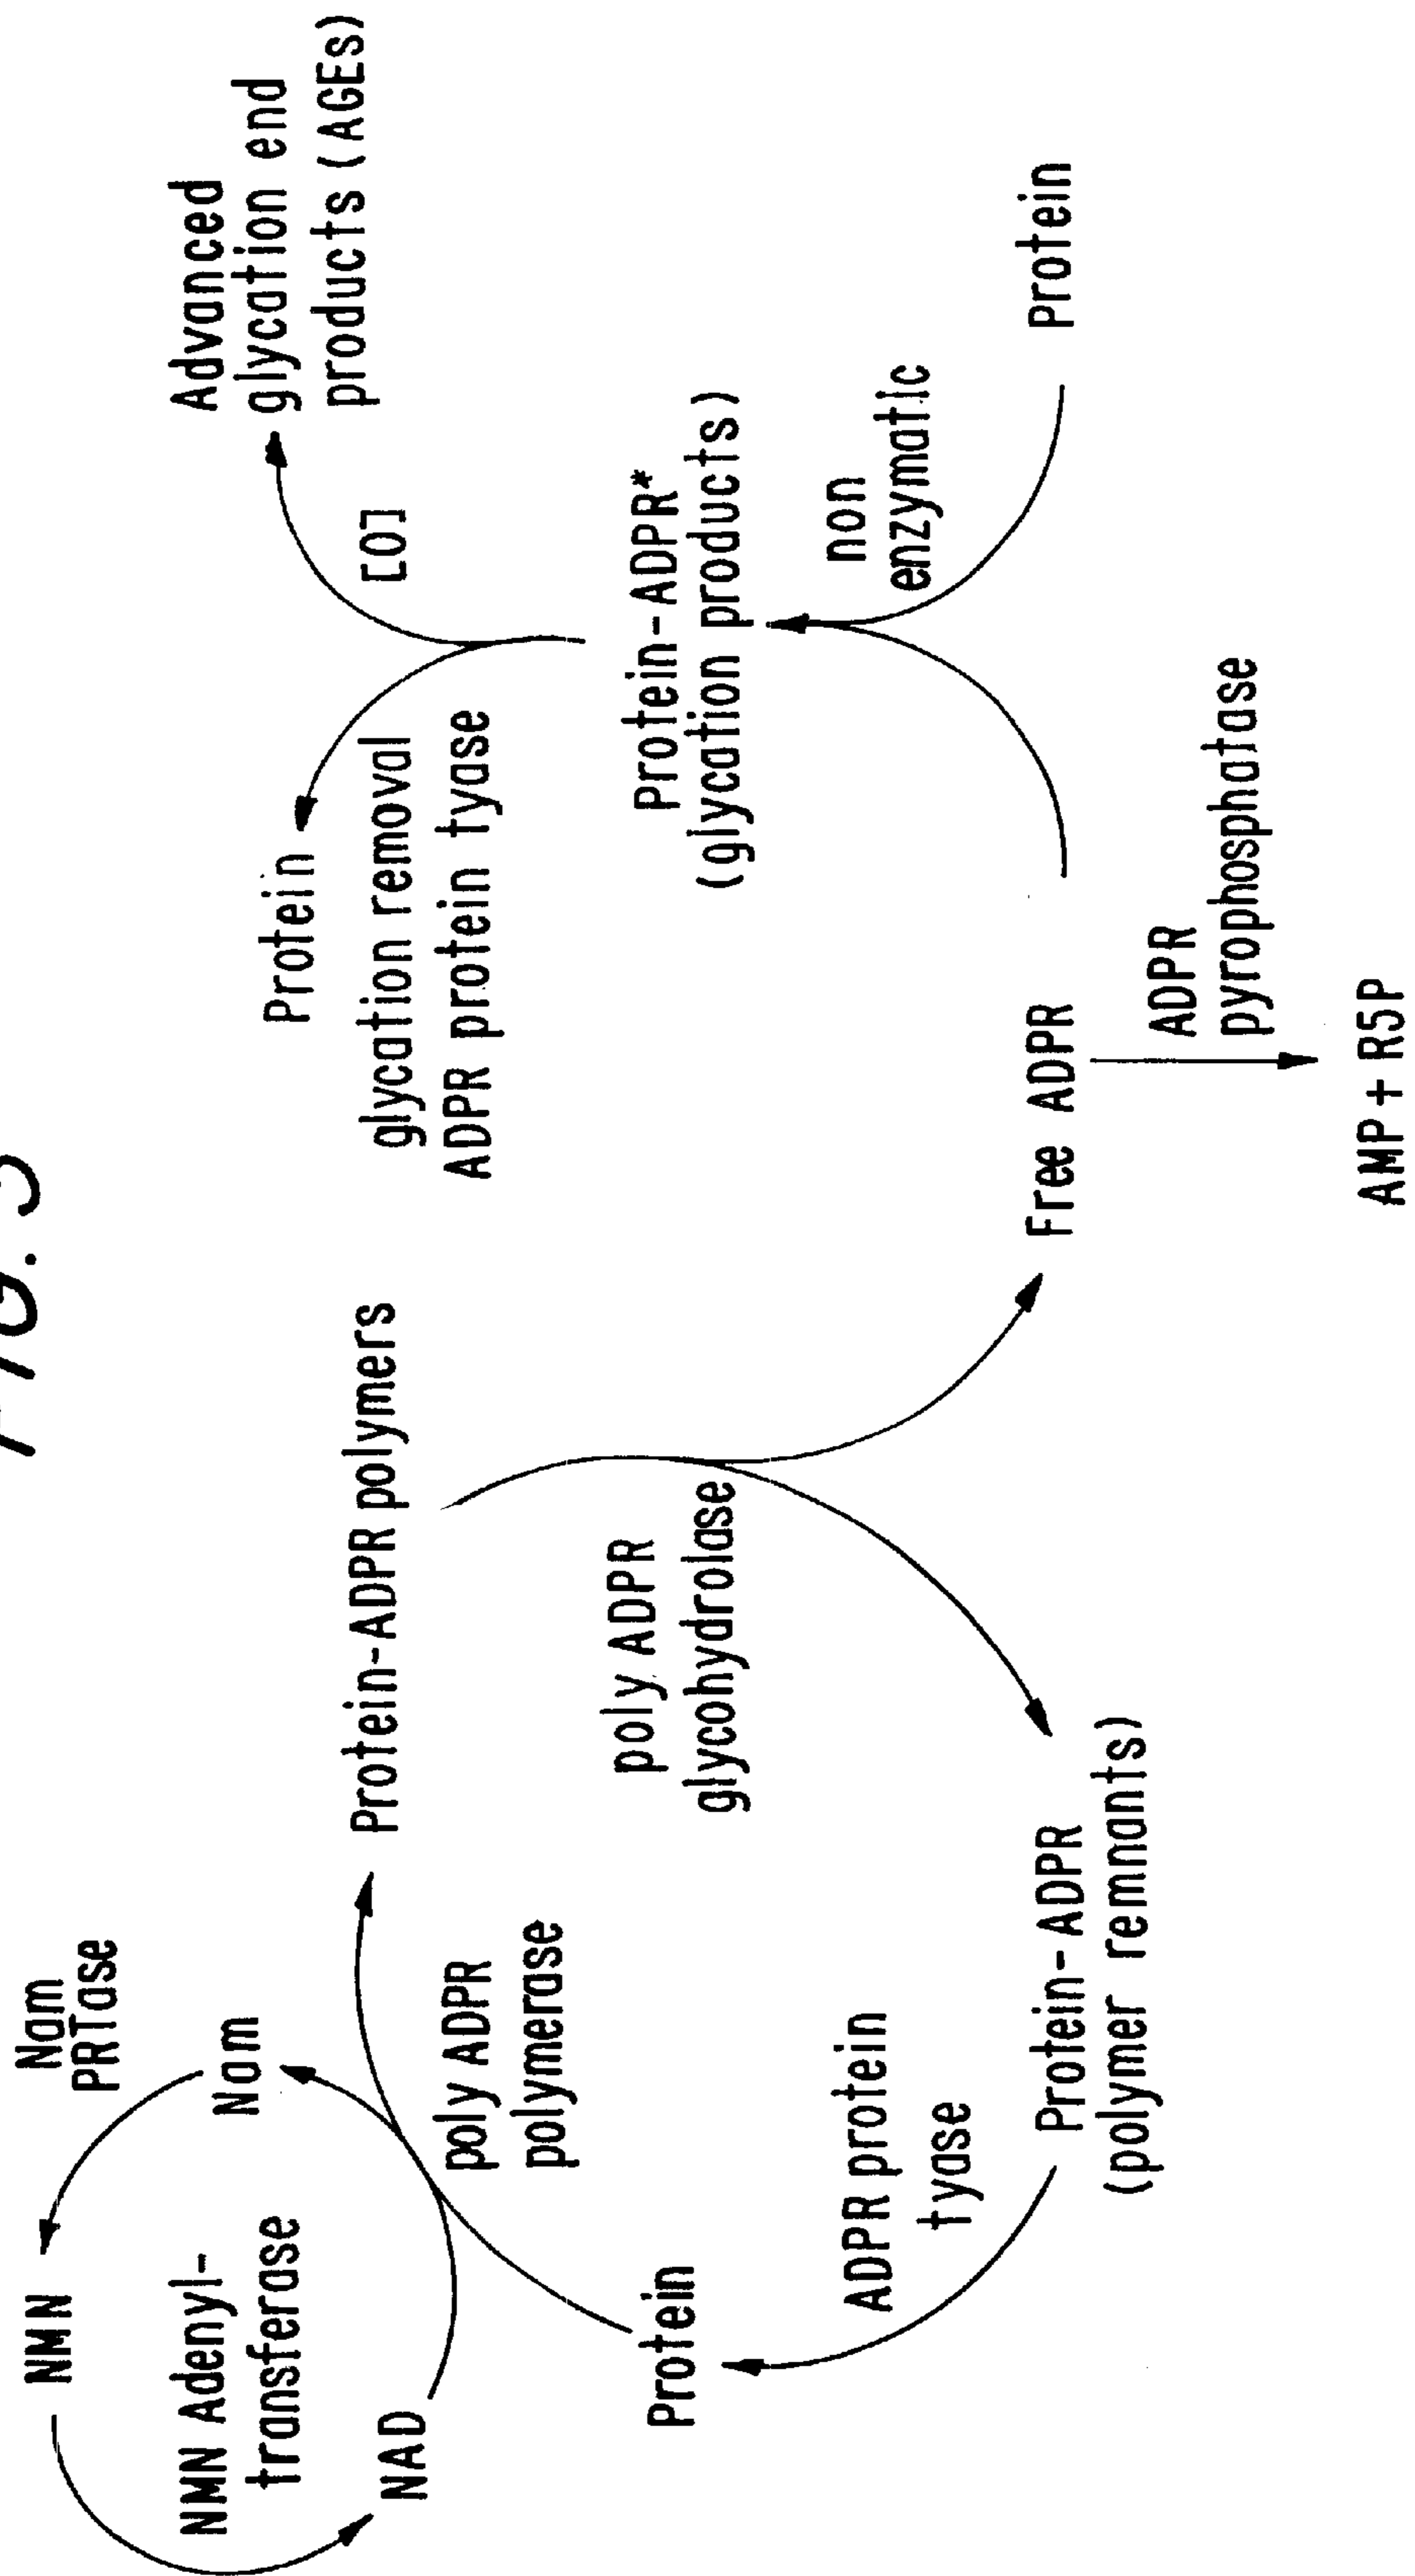 FIG. 5
Nam
PRTase
NMN
Nam
NMN Adenyl-
transferase
NAD
poly ADPR
polymerase
Protein
Protein-ADPR polymers
poly ADPR
glycohydrolase
ADPR protein
tyase
Protein-ADPR
(polymer remnants)
Free ADPR
ADPR
pyrophosphatase
AMP + R5P
Advanced
glycation end
products (AGEs)
[O]
Protein
glycation removal
ADPR protein tyase
Protein-ADPR*
(glycation products)
non
enzymatic
Protein